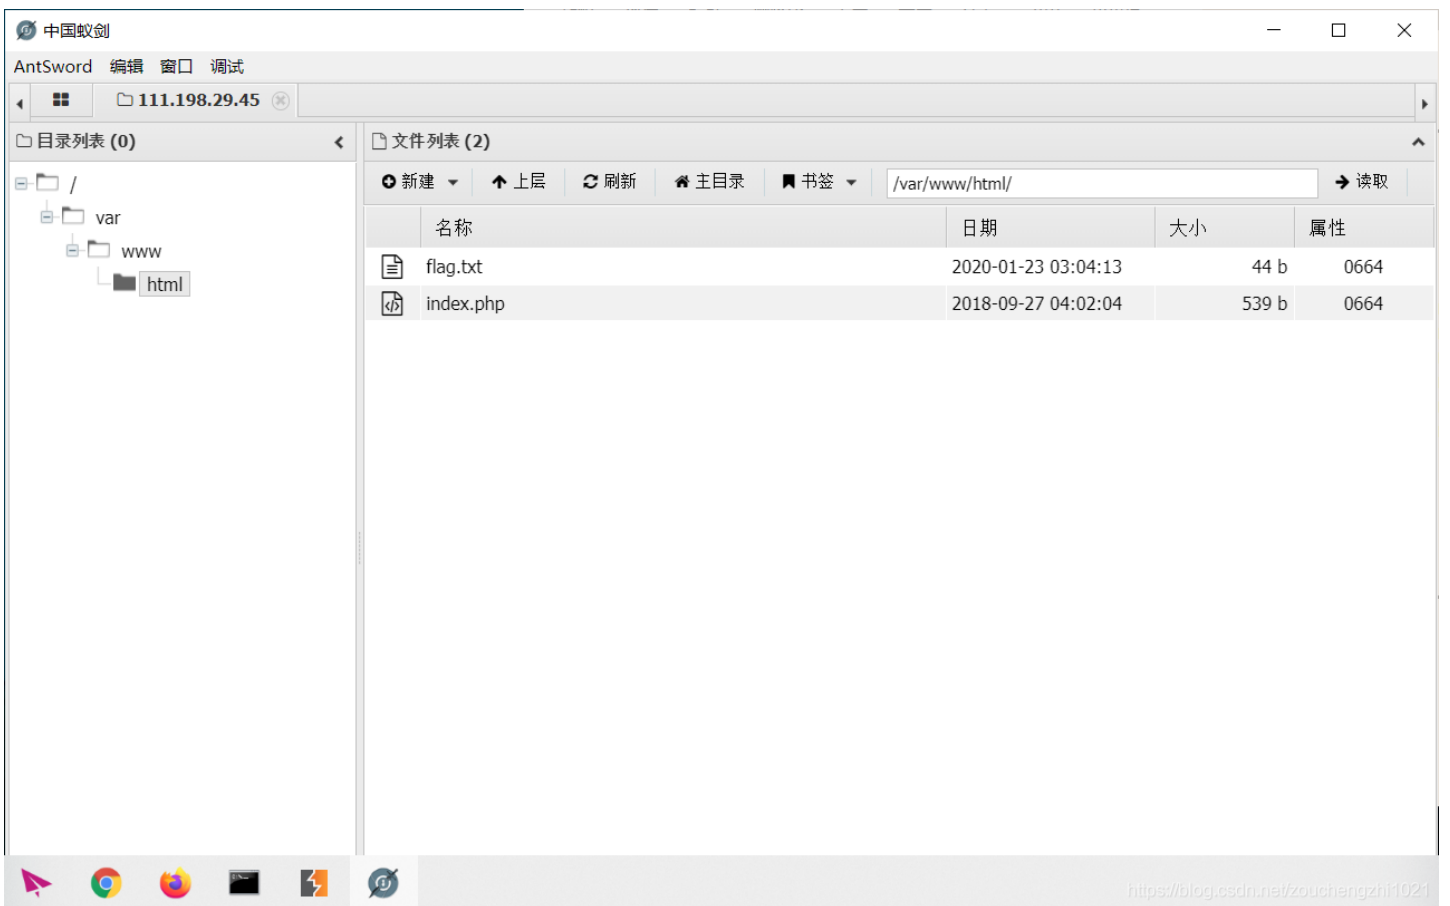 中国蚁剑
AntSword 编辑 窗口 调试
111.198.29.45
目录列表 (0)
文件列表 (2)
新建 上层 刷新 主目录 书签 /var/www/html/ 读取
/
var
www
html
名称 日期 大小 属性
flag.txt 2020-01-23 03:04:13 44 b 0664
index.php 2018-09-27 04:02:04 539 b 0664
https://blog.csdn.net/zouchengzhi1021